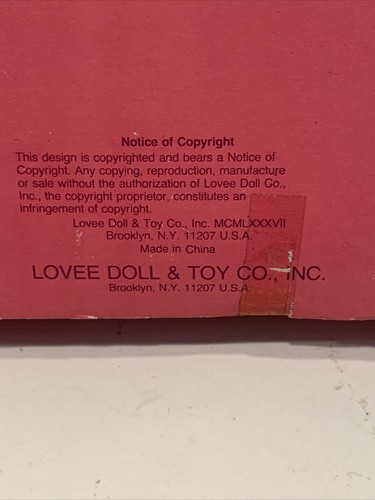 Notice of Copyright
This design is copyrighted and bears a Notice of
Copyright. Any copying, reproduction, manufacture
or sale without the authorization of Lovee Doll Co.,
Inc., the copyright proprietor, constitutes an
infringement of copyright.
Lovee Doll & Toy Co., Inc. MCMLXXXVII
Brooklyn, N.Y. 11207 U.S.A.
Made in China
LOVEE DOLL & TOY CO., INC.
Brooklyn, N.Y. 11207 U.S.A.